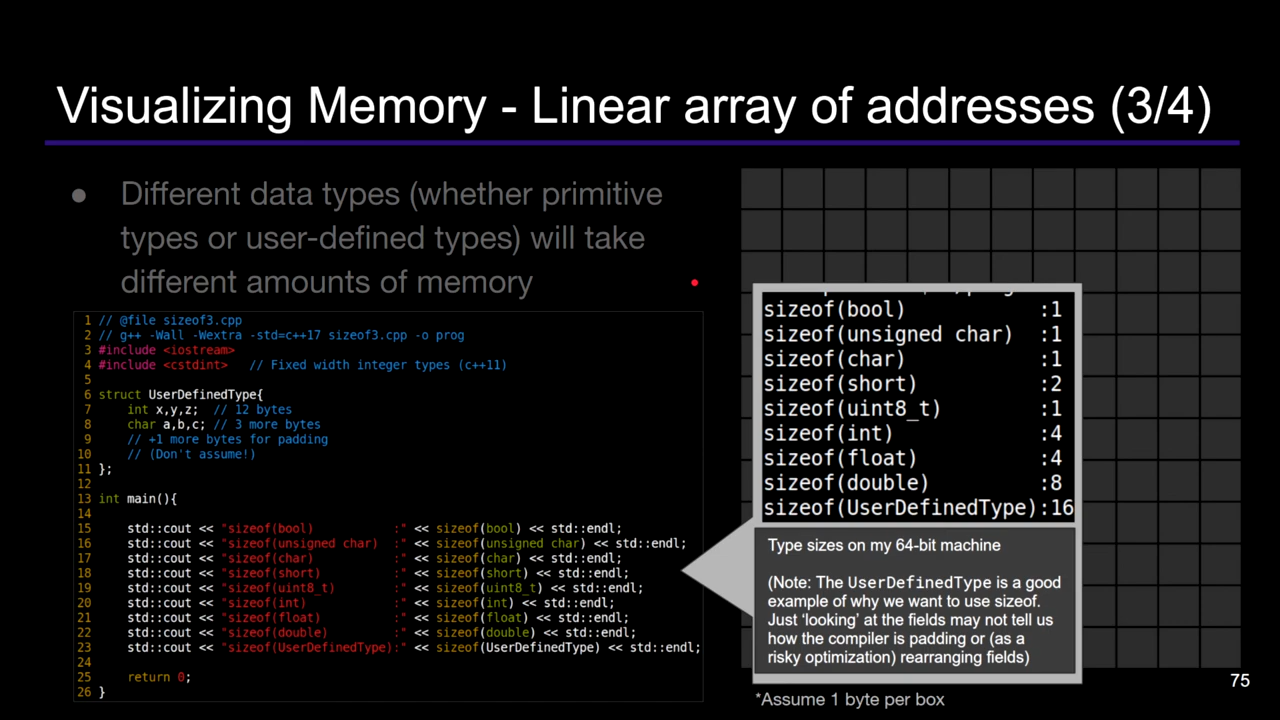 Visualizing Memory - Linear array of addresses (3/4)
● Different data types (whether primitive
types or user-defined types) will take
different amounts of memory
1 // @file sizeof3.cpp
2 // g++ -Wall -Wextra -std=c++17 sizeof3.cpp -o prog
3 #include <iostream>
4 #include <cstdint>   // Fixed width integer types (c++11)
5
6 struct UserDefinedType{
7     int x,y,z;  // 12 bytes
8     char a,b,c; // 3 more bytes
9     // +1 more bytes for padding
10     // (Don't assume!)
11 };
12
13 int main(){
14
15     std::cout << "sizeof(bool)           :" << sizeof(bool) << std::endl;
16     std::cout << "sizeof(unsigned char)  :" << sizeof(unsigned char) << std::endl;
17     std::cout << "sizeof(char)           :" << sizeof(char) << std::endl;
18     std::cout << "sizeof(short)          :" << sizeof(short) << std::endl;
19     std::cout << "sizeof(uint8_t)        :" << sizeof(uint8_t) << std::endl;
20     std::cout << "sizeof(int)            :" << sizeof(int) << std::endl;
21     std::cout << "sizeof(float)          :" << sizeof(float) << std::endl;
22     std::cout << "sizeof(double)         :" << sizeof(double) << std::endl;
23     std::cout << "sizeof(UserDefinedType):" << sizeof(UserDefinedType) << std::endl;
24
25     return 0;
26 }
sizeof(bool)           :1
sizeof(unsigned char)  :1
sizeof(char)           :1
sizeof(short)          :2
sizeof(uint8_t)        :1
sizeof(int)            :4
sizeof(float)          :4
sizeof(double)         :8
sizeof(UserDefinedType):16
Type sizes on my 64-bit machine
(Note: The UserDefinedType is a good
example of why we want to use sizeof.
Just ‘looking’ at the fields may not tell us
how the compiler is padding or (as a
risky optimization) rearranging fields)
*Assume 1 byte per box
75